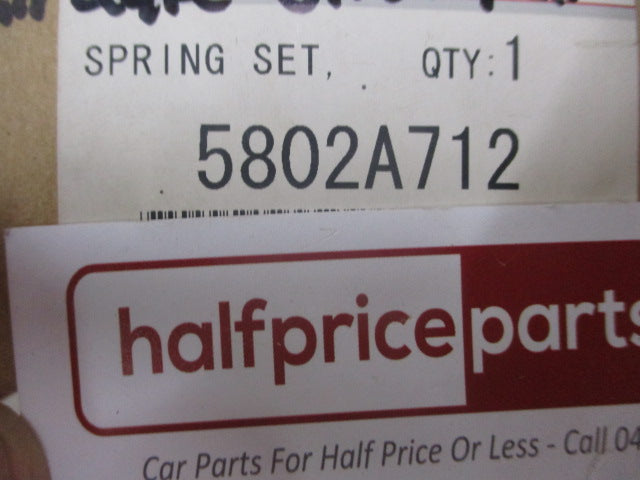 SPRING SET, QTY:1
5802A712
halfpriceparts
Car Parts For Half Price Or Less - Call 04